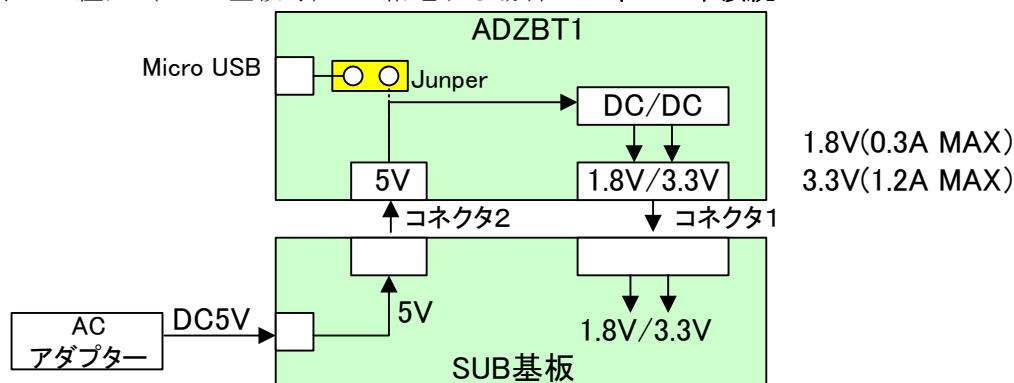 ADZBT1
Micro USB
Junper
DC/DC
1.8V(0.3A MAX)
5V
1.8V/3.3V
3.3V(1.2A MAX)
コネクタ2
コネクタ1
AC
アダプター
DC5V
5V
1.8V/3.3V
SUB基板